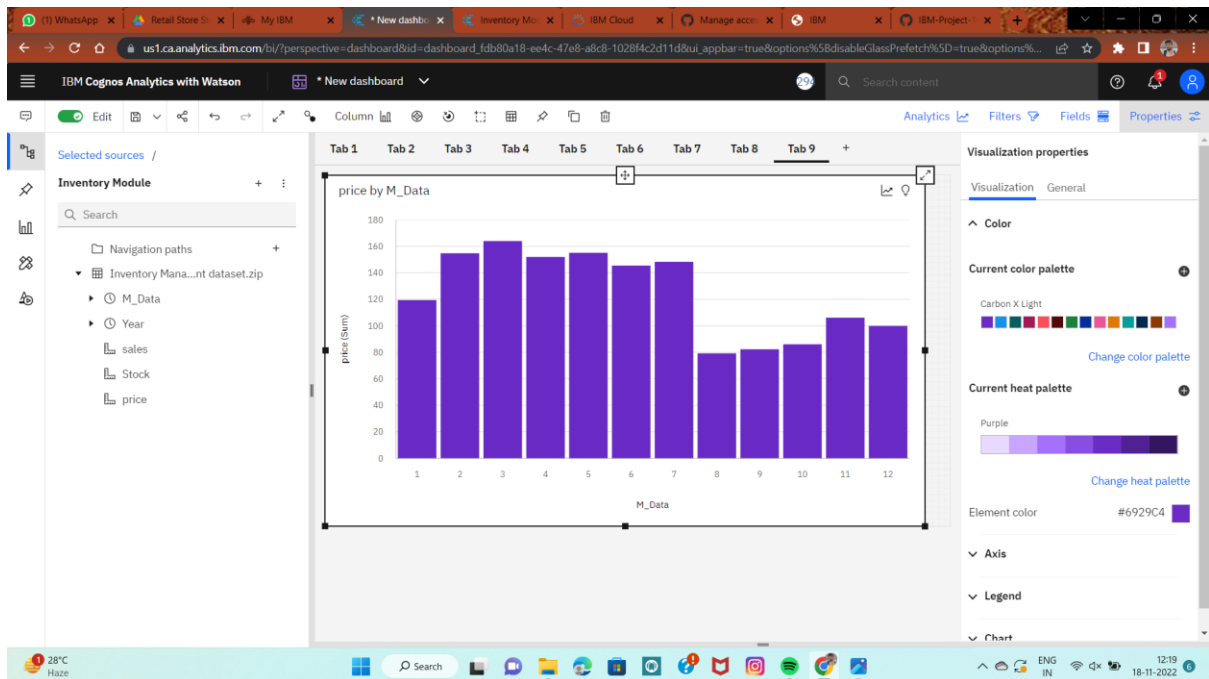 (1) WhatsApp
Retail Store St
My IBM
* New dashbo
Inventory Mod
IBM Cloud
Manage acces
IBM
IBM-Project-1
us1.ca.analytics.ibm.com/bi/?perspective=dashboard&id=dashboard_fdb80a18-ee4c-47e8-a8c8-1028f4c2d11d&ui_appbar=true&options%5BdisableGlassPrefetch%5D=true&options%...
IBM Cognos Analytics with Watson
* New dashboard
294
Search content
Edit
Column
Analytics
Filters
Fields
Properties
Selected sources /
Inventory Module
Search
Navigation paths
Inventory Mana...nt dataset.zip
M_Data
Year
sales
Stock
price
Tab 1 Tab 2 Tab 3 Tab 4 Tab 5 Tab 6 Tab 7 Tab 8 Tab 9 +
price by M_Data
180
160
140
120
100
80
60
40
20
0
price (Sum)
1 2 3 4 5 6 7 8 9 10 11 12
M_Data
Visualization properties
Visualization General
Color
Current color palette
Carbon X Light
Change color palette
Current heat palette
Purple
Change heat palette
Element color #6929C4
Axis
Legend
Chart
1
28°C
Haze
Search
ENG
IN
12:19
18-11-2022
6